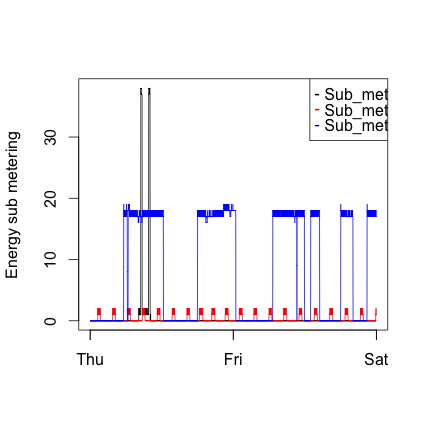 Sub_met
Sub_met
Sub_met
Energy sub metering
0
10
20
30
Thu
Fri
Sat